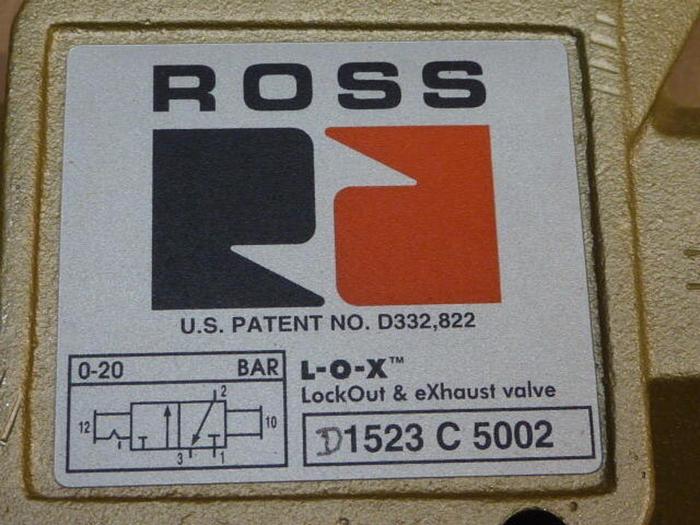 ROSS
U.S. PATENT NO. D332,822
0-20 BAR
2
12 10
3 1
L-O-X™
LockOut & eXhaust valve
D1523 C 5002